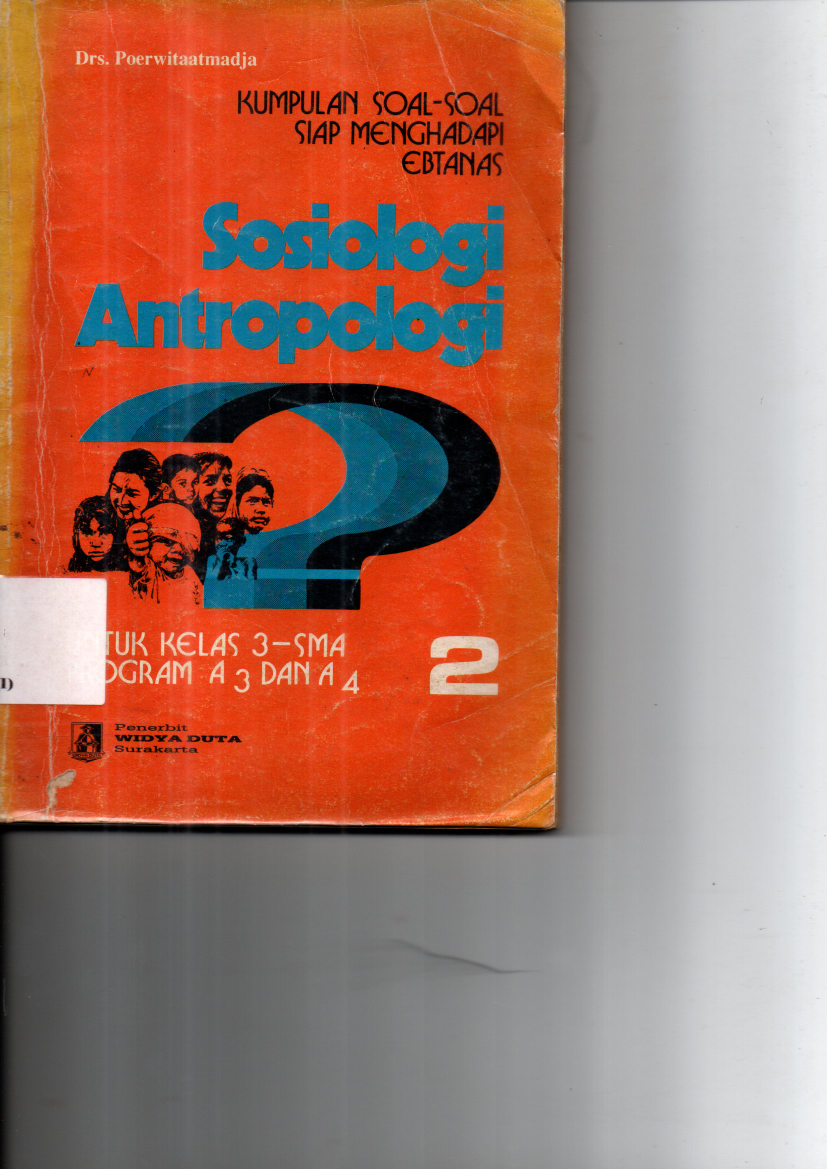 Drs. Poerwitaatmadja
KUMPULAN SOAL-SOAL
SIAP MENGHADAPI
EBTANAS
Sosiologi
Antropologi
TUK KELAS 3-SMA
OGRAM A 3 DAN A 4
2
Penerbit
WIDYA DUTA
Surakarta